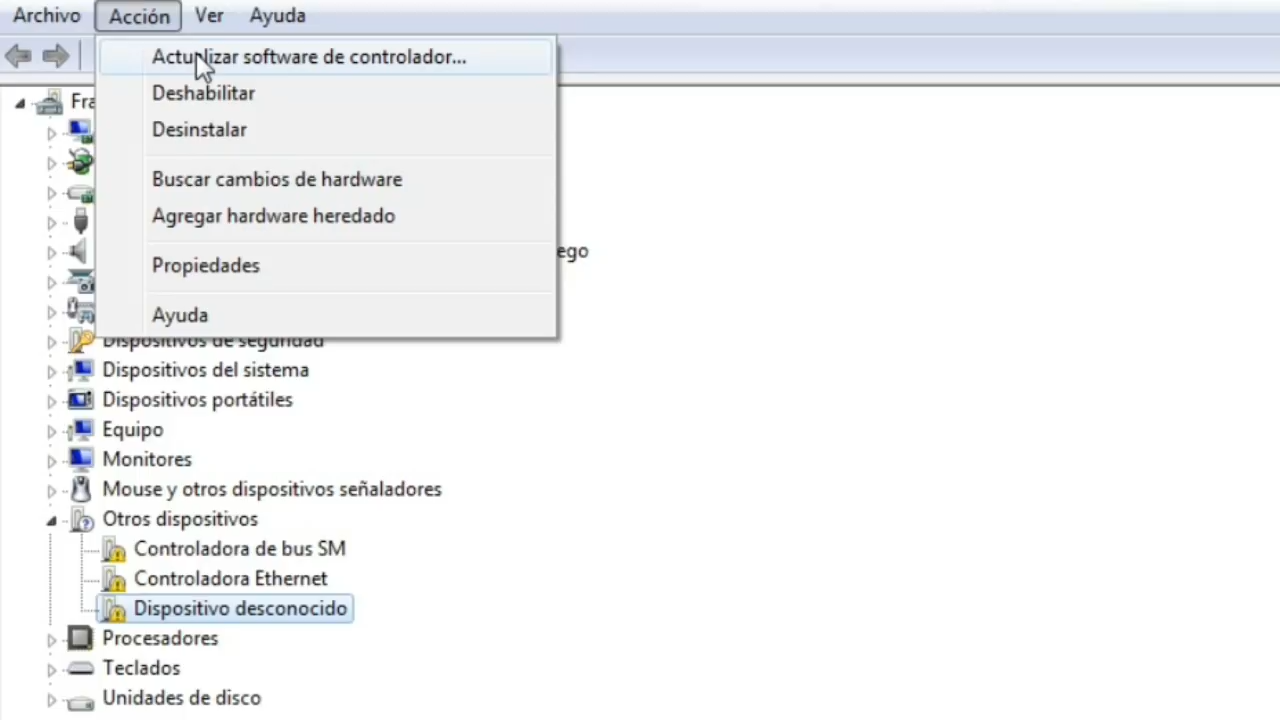 Archivo Acción Ver Ayuda
Actualizar software de controlador...
Deshabilitar
Desinstalar
Buscar cambios de hardware
Agregar hardware heredado
Propiedades
Ayuda
Fra
ego
Dispositivos de seguridad
Dispositivos del sistema
Dispositivos portátiles
Equipo
Monitores
Mouse y otros dispositivos señaladores
Otros dispositivos
Controladora de bus SM
Controladora Ethernet
Dispositivo desconocido
Procesadores
Teclados
Unidades de disco